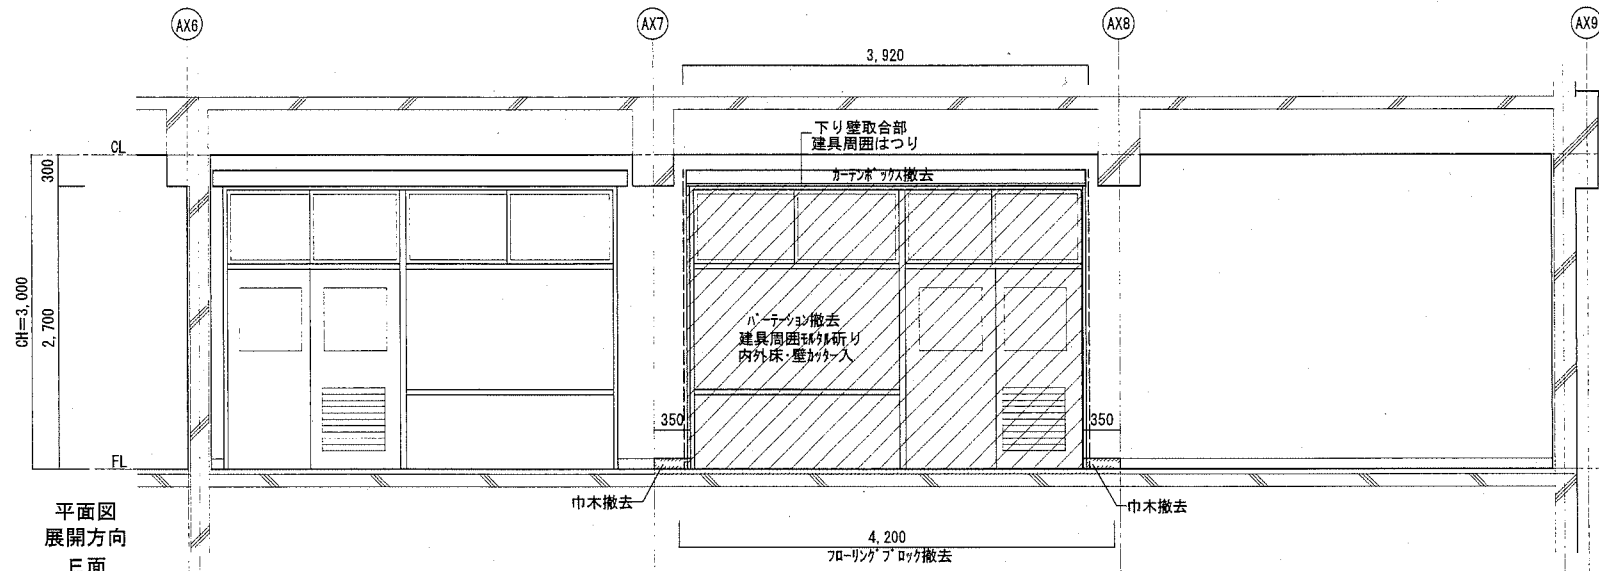 AX6
AX7
AX8
AX9
3,920
下り壁取合部
建具周囲はつり
CL
300
カーテンボックス撤去
CH=3,000
2,700
パーテーション撤去
建具周囲モルタル斫り
内外床・壁カッター入
350
350
FL
巾木撤去
巾木撤去
平面図
展開方向
E面
4,200
フローリングブロック撤去